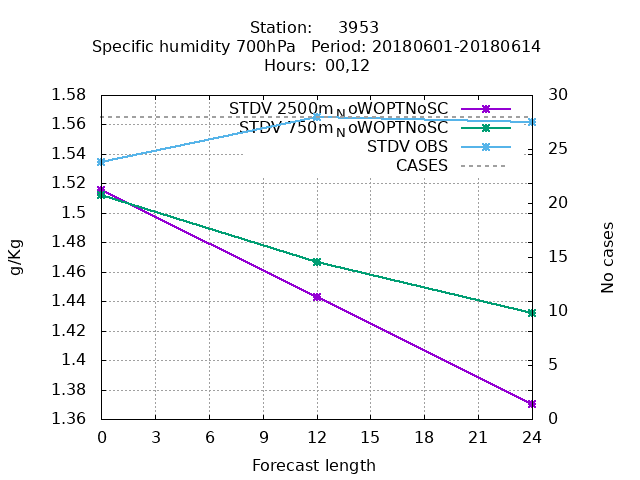 Station: 3953
Specific humidity 700hPa Period: 20180601-20180614
Hours: 00,12
1.58
1.56
1.54
1.52
1.5
1.48
1.46
1.44
1.42
1.4
1.38
1.36
g/Kg
STDV 2500mNoWOPTNoSC
STDV 750mNoWOPTNoSC
STDV OBS
CASES
30
25
20
15
10
5
0
No cases
0 3 6 9 12 15 18 21 24
Forecast length